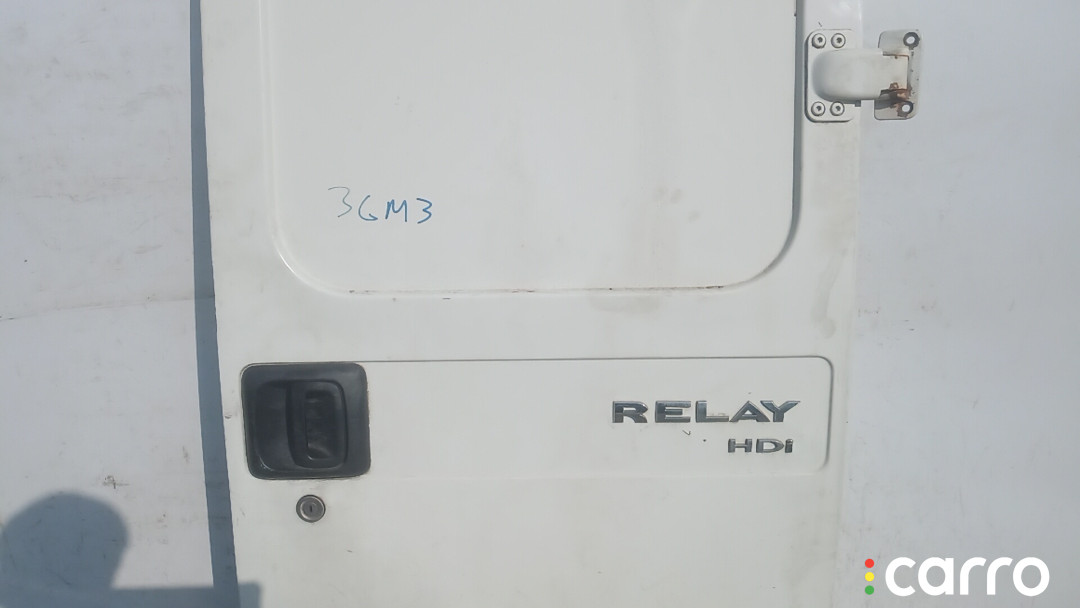 3GM3
RELAY
HDi
carro